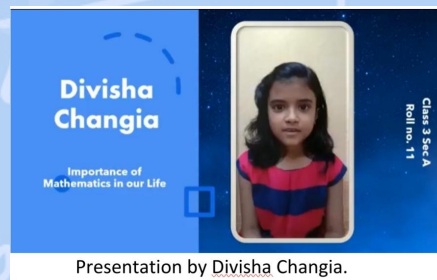 Divisha
Changia
Importance of
Mathematics in our Life
Class 3 Sec A
Roll no. 11
Presentation by Divisha Changia.